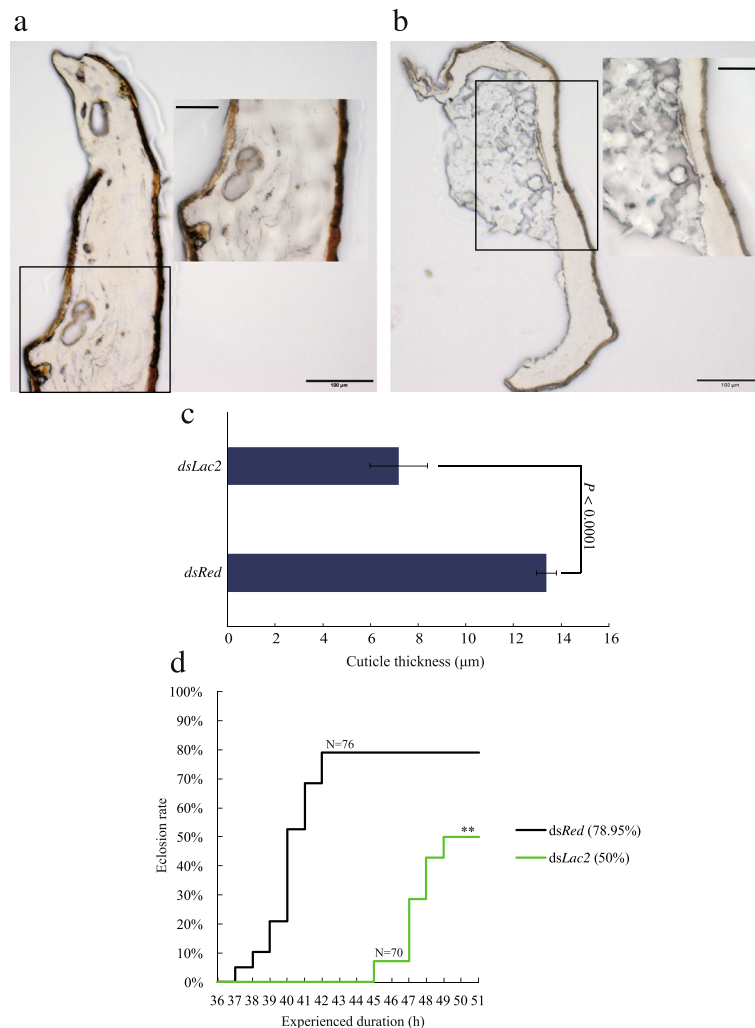 a
b
100 μm
100 μm
c
dsLac2
dsRed
P < 0.0001
0 2 4 6 8 10 12 14 16
Cuticle thickness (μm)
d
100%
90%
80%
70%
60%
50%
40%
30%
20%
10%
0%
Eclosion rate
N=76
**
N=70
dsRed (78.95%)
dsLac2 (50%)
36 37 38 39 40 41 42 43 44 45 46 47 48 49 50 51
Experienced duration (h)